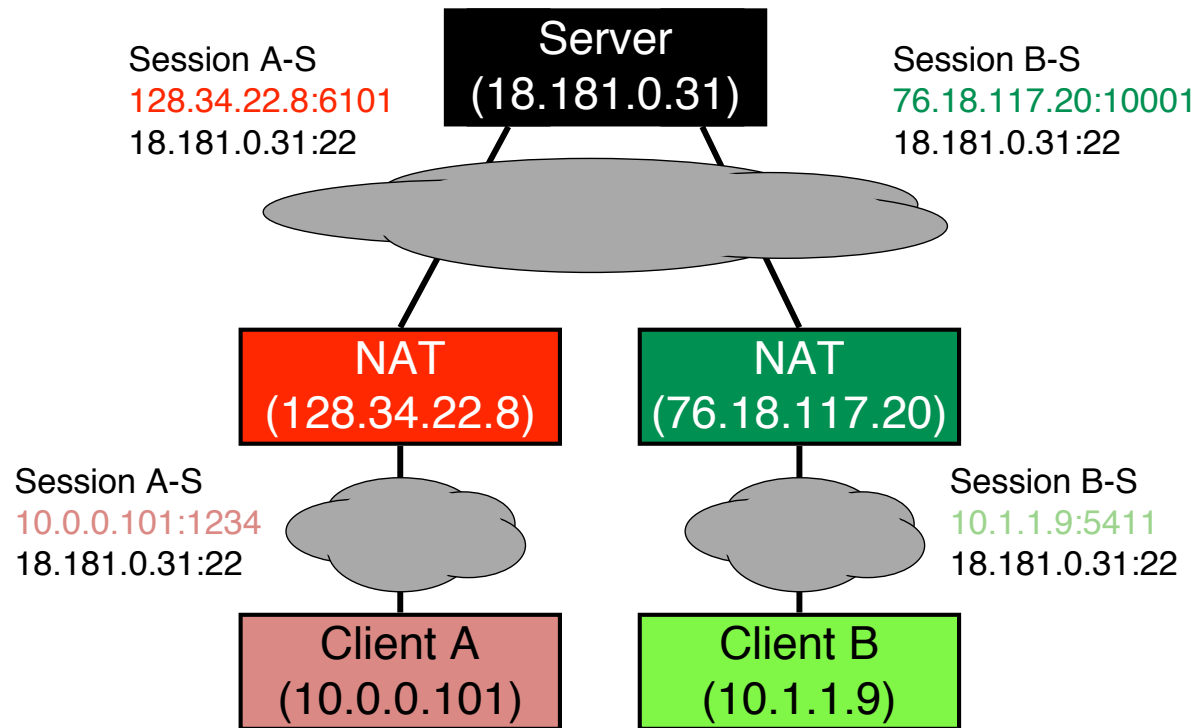 Server
(18.181.0.31)
Session A-S
128.34.22.8:6101
18.181.0.31:22
Session B-S
76.18.117.20:10001
18.181.0.31:22
NAT
(128.34.22.8)
NAT
(76.18.117.20)
Session A-S
10.0.0.101:1234
18.181.0.31:22
Session B-S
10.1.1.9:5411
18.181.0.31:22
Client A
(10.0.0.101)
Client B
(10.1.1.9)